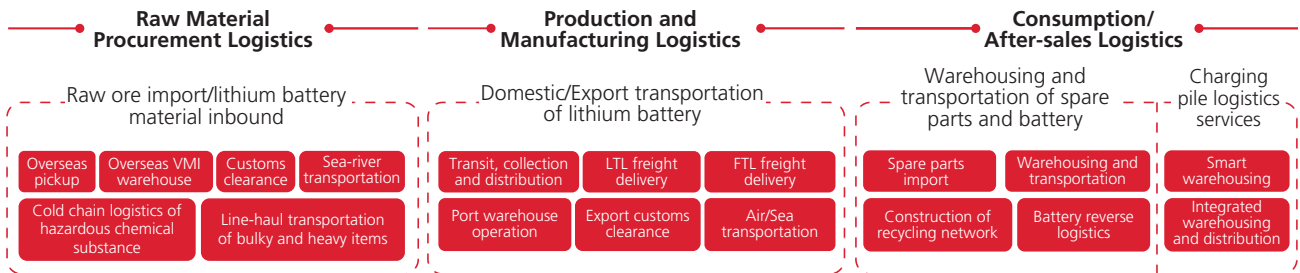 Raw Material
Procurement Logistics
Raw ore import/lithium battery
material inbound
Overseas
pickup
Overseas VMI
warehouse
Customs
clearance
Sea-river
transportation
Cold chain logistics of
hazardous chemical
substance
Line-haul transportation
of bulky and heavy items
Production and
Manufacturing Logistics
Domestic/Export transportation
of lithium battery
Transit, collection
and distribution
LTL freight
delivery
FTL freight
delivery
Port warehouse
operation
Export customs
clearance
Air/Sea
transportation
Consumption/
After-sales Logistics
Warehousing and
transportation of spare
parts and battery
Spare parts
import
Warehousing and
transportation
Construction of
recycling network
Battery reverse
logistics
Charging
pile logistics
services
Smart
warehousing
Integrated
warehousing
and distribution